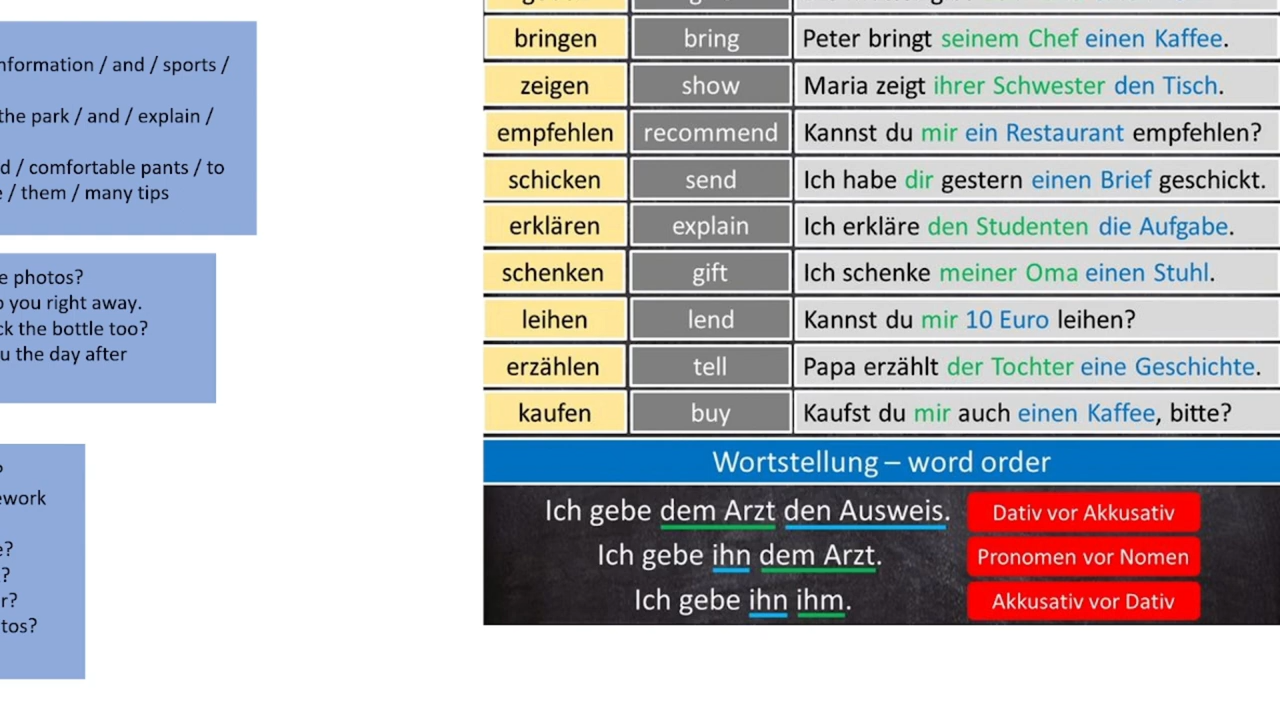 nformation / and / sports /
the park / and / explain /
d / comfortable pants / to
/ them / many tips
e photos?
you right away.
ck the bottle too?
u the day after
?
ework
e?
?
r?
tos?
bringen bring Peter bringt seinem Chef einen Kaffee.
zeigen show Maria zeigt ihrer Schwester den Tisch.
empfehlen recommend Kannst du mir ein Restaurant empfehlen?
schicken send Ich habe dir gestern einen Brief geschickt.
erklären explain Ich erkläre den Studenten die Aufgabe.
schenken gift Ich schenke meiner Oma einen Stuhl.
leihen lend Kannst du mir 10 Euro leihen?
erzählen tell Papa erzählt der Tochter eine Geschichte.
kaufen buy Kaufst du mir auch einen Kaffee, bitte?
Wortstellung – word order
Ich gebe dem Arzt den Ausweis. Dativ vor Akkusativ
Ich gebe ihn dem Arzt. Pronomen vor Nomen
Ich gebe ihn ihm. Akkusativ vor Dativ